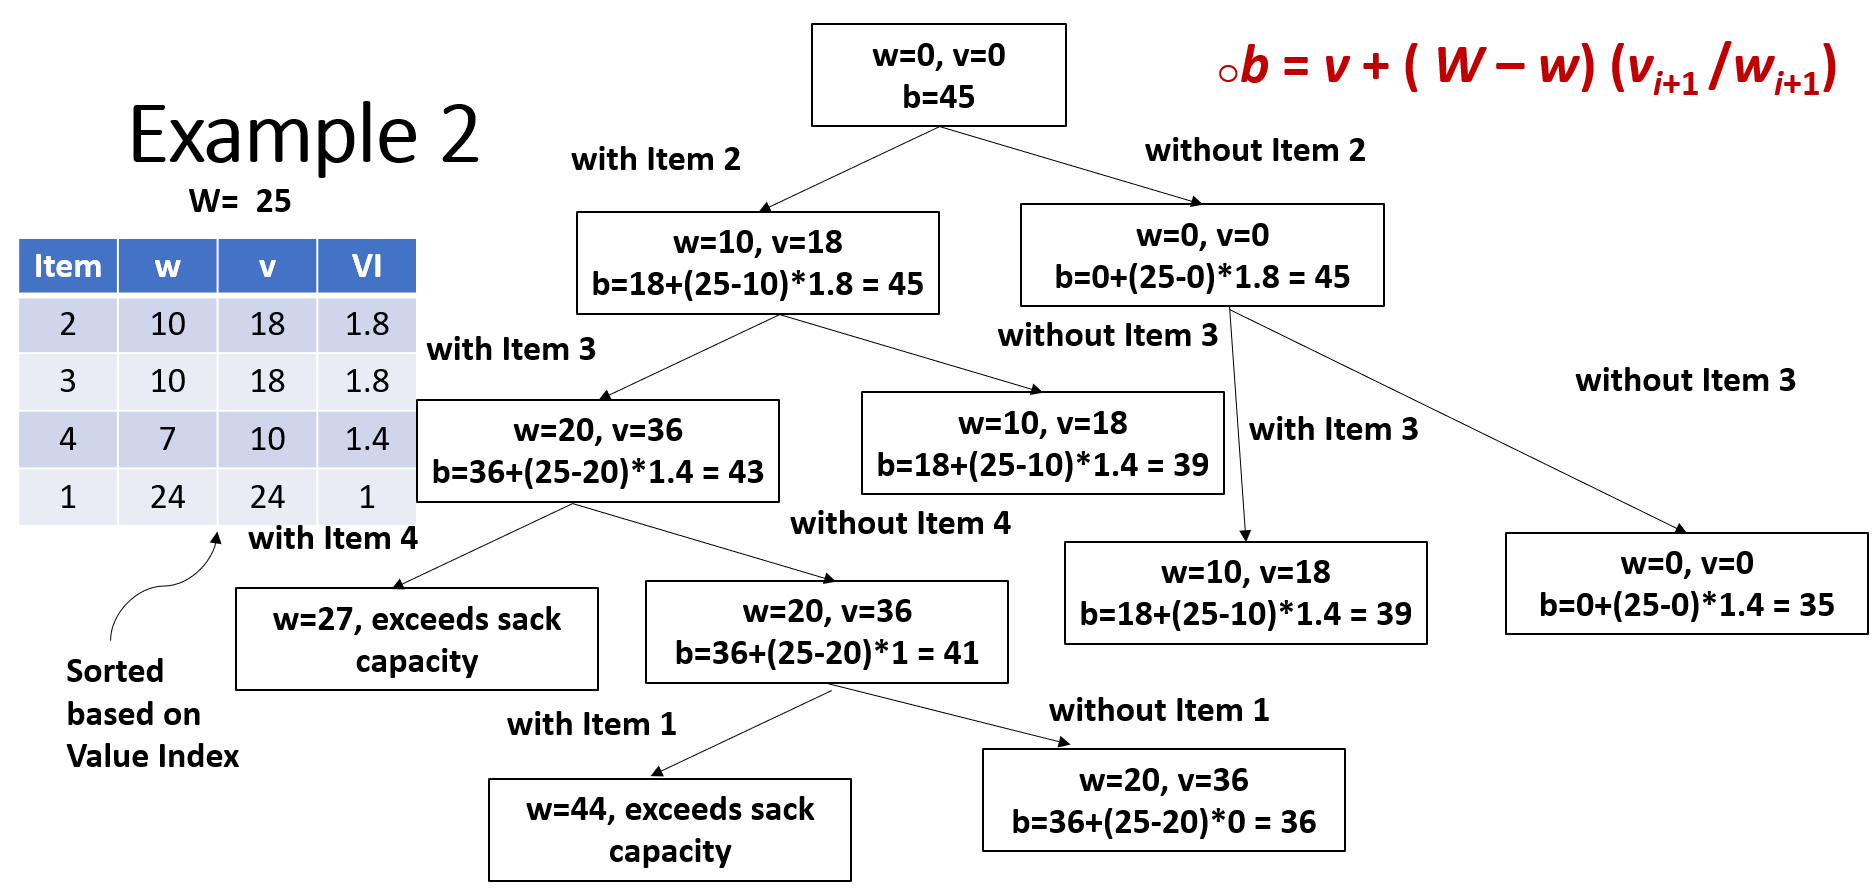 Example 2
W= 25
○b = v + ( W – w) (vi+1 /wi+1)
Item w v VI
2 10 18 1.8
3 10 18 1.8
4 7 10 1.4
1 24 24 1
Sorted
based on
Value Index
w=0, v=0
b=45
with Item 2
without Item 2
w=10, v=18
b=18+(25-10)*1.8 = 45
w=0, v=0
b=0+(25-0)*1.8 = 45
with Item 3
without Item 3
with Item 3
without Item 3
w=20, v=36
b=36+(25-20)*1.4 = 43
w=10, v=18
b=18+(25-10)*1.4 = 39
w=10, v=18
b=18+(25-10)*1.4 = 39
w=0, v=0
b=0+(25-0)*1.4 = 35
with Item 4
without Item 4
w=27, exceeds sack
capacity
w=20, v=36
b=36+(25-20)*1 = 41
with Item 1
without Item 1
w=44, exceeds sack
capacity
w=20, v=36
b=36+(25-20)*0 = 36